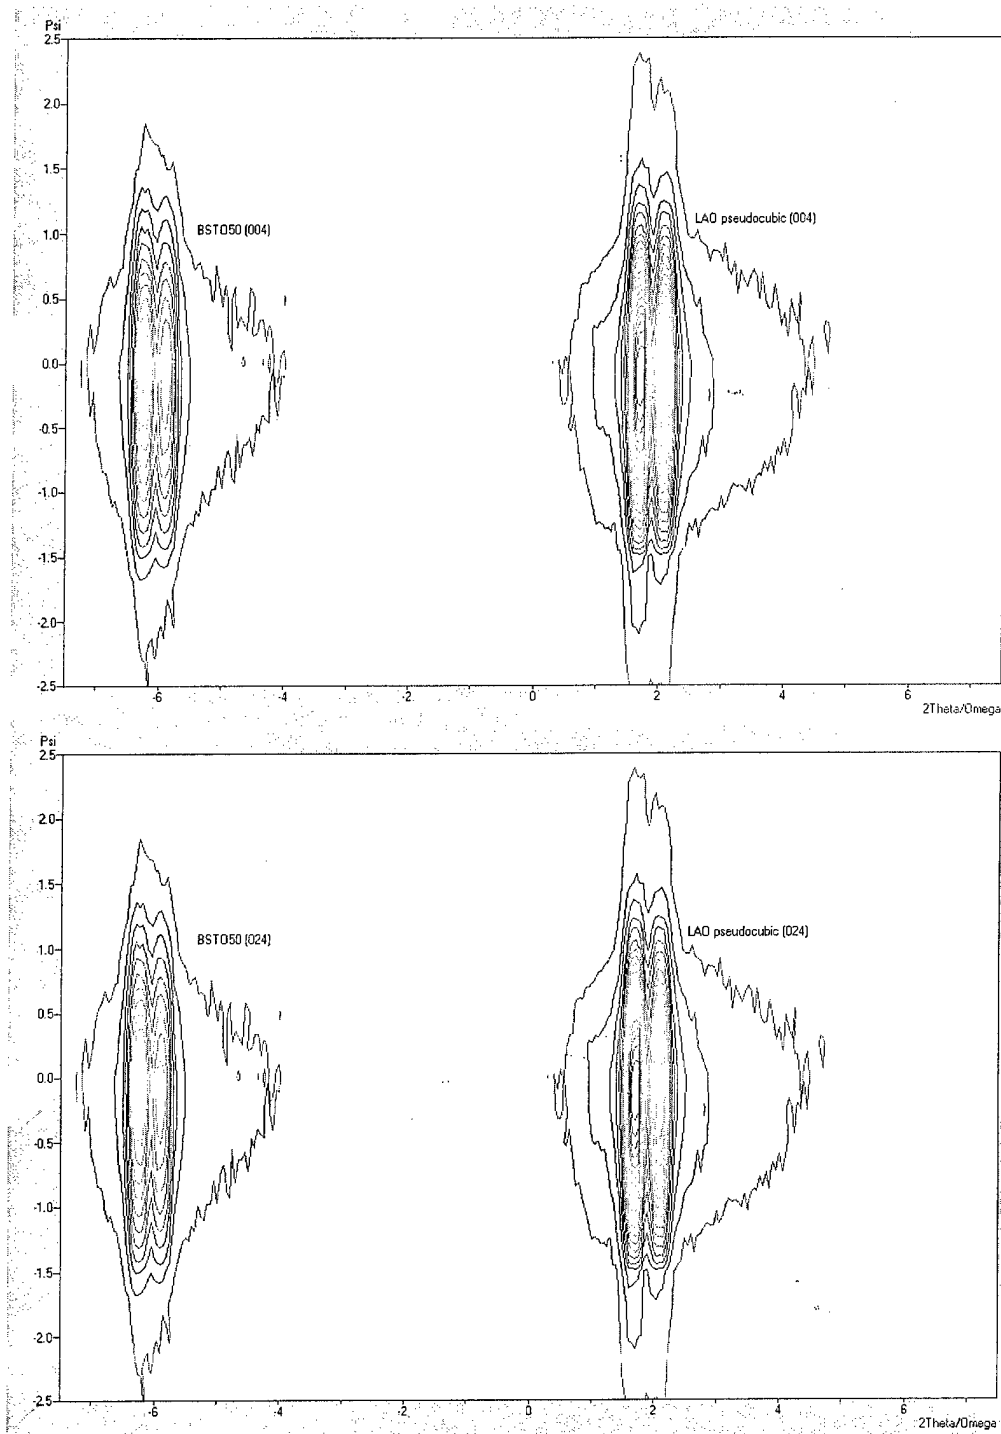 Psi
2.5
2.0
1.5
BSTO50 (004)
LAO pseudocubic (004)
1.0
0.5
0.0
-0.5
-1.0
-1.5
-2.0
-2.5
-6 -4 -2 0 2 4 6
2Theta/Omega
Psi
2.5
2.0
1.5
BSTO50 (024)
LAO pseudocubic (024)
1.0
0.5
0.0
-0.5
-1.0
-1.5
-2.0
-2.5
-6 -4 -2 0 2 4 6
2Theta/Omega